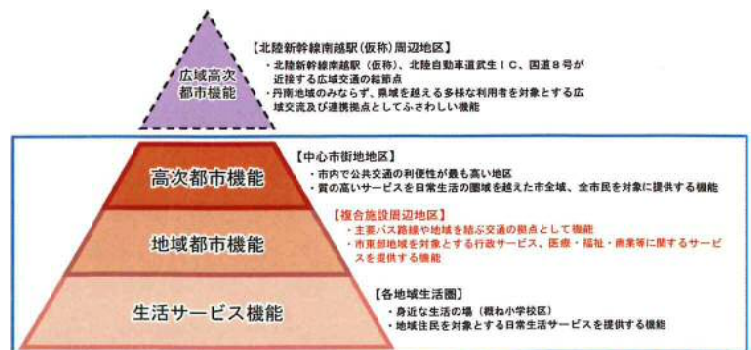 広域高次
都市機能
【北陸新幹線南越駅(仮称)周辺地区】
・北陸新幹線南越駅（仮称）、北陸自動車道武生ＩＣ、国道８号が
近接する広域交通の結節点
・丹南地域のみならず、県域を越える多様な利用者を対象とする広
域交流及び連携拠点としてふさわしい機能
高次都市機能
【中心市街地地区】
・市内で公共交通の利便性が最も高い地区
・質の高いサービスを日常生活の圏域を越えた市全域、全市民を対象に提供する機能
地域都市機能
【複合施設周辺地区】
・主要バス路線や地域を結ぶ交通の拠点として機能
・市東部地域を対象とする行政サービス、医療・福祉・商業等に関するサービ
スを提供する機能
生活サービス機能
【各地域生活圏】
・身近な生活の場（概ね小学校区）
・地域住民を対象とする日常生活サービスを提供する機能